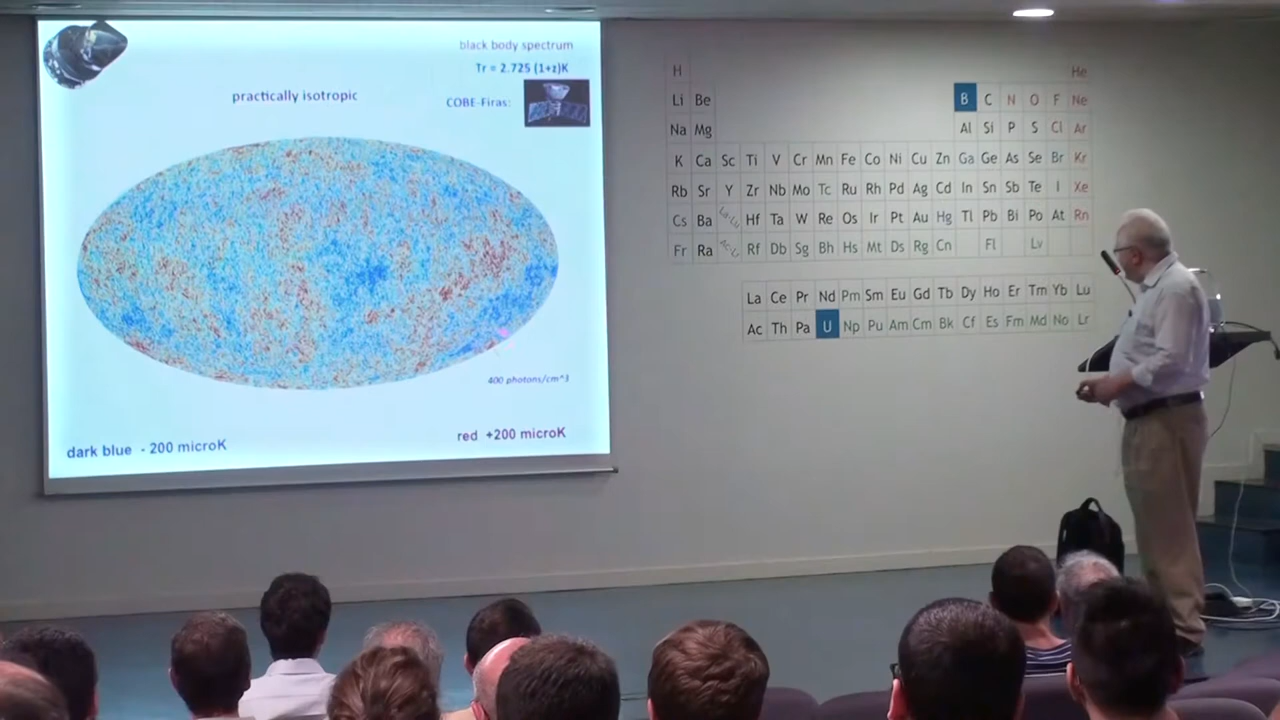 black body spectrum
Tr = 2.725 (1+z)K
practically isotropic
COBE-Firas:
400 photons/cm^3
dark blue - 200 microK
red +200 microK
H He
Li Be B C N O F Ne
Na Mg Al Si P S Cl Ar
K Ca Sc Ti V Cr Mn Fe Co Ni Cu Zn Ga Ge As Se Br Kr
Rb Sr Y Zr Nb Mo Tc Ru Rh Pd Ag Cd In Sn Sb Te I Xe
Cs Ba La-Lu Hf Ta W Re Os Ir Pt Au Hg Tl Pb Bi Po At Rn
Fr Ra Ac-Lr Rf Db Sg Bh Hs Mt Ds Rg Cn Fl Lv
La Ce Pr Nd Pm Sm Eu Gd Tb Dy Ho Er Tm Yb Lu
Ac Th Pa U Np Pu Am Cm Bk Cf Es Fm Md No Lr